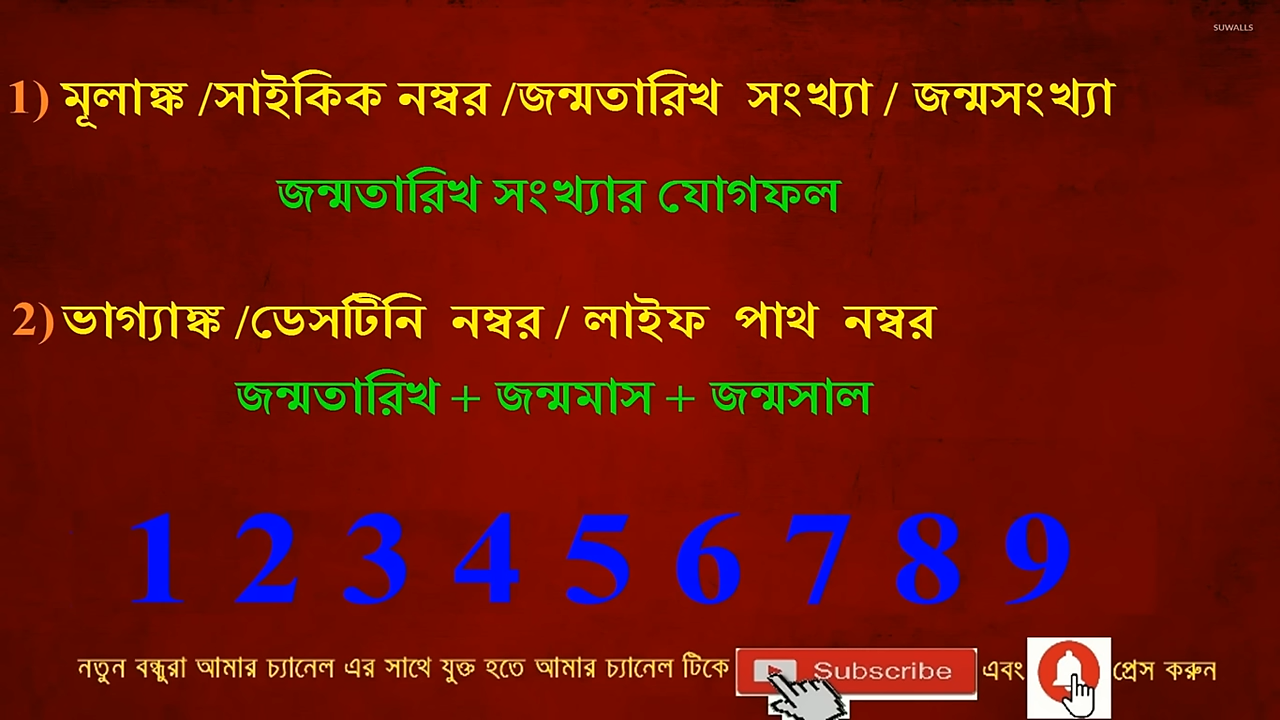 SUWALLS
1) মূলাঙ্ক /সাইকিক নম্বর /জন্মতারিখ সংখ্যা / জন্মসংখ্যা
জন্মতারিখ সংখ্যার যোগফল
2) ভাগ্যাঙ্ক /ডেসটিনি নম্বর / লাইফ পাথ নম্বর
জন্মতারিখ + জন্মমাস + জন্মসাল
1 2 3 4 5 6 7 8 9
নতুন বন্ধুরা আমার চ্যানেল এর সাথে যুক্ত হতে আমার চ্যানেল টিকে Subscribe এবং প্রেস করুন